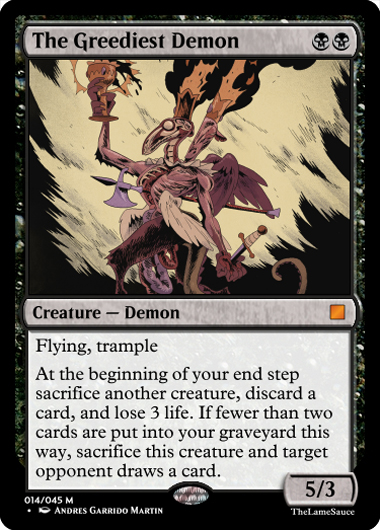 The Greediest Demon
Creature — Demon
Flying, trample
At the beginning of your end step
sacrifice another creature, discard a
card, and lose 3 life. If fewer than two
cards are put into your graveyard this
way, sacrifice this creature and target
opponent draws a card.
5/3
014/045 M
• Andres Garrido Martin
TheLameSauce